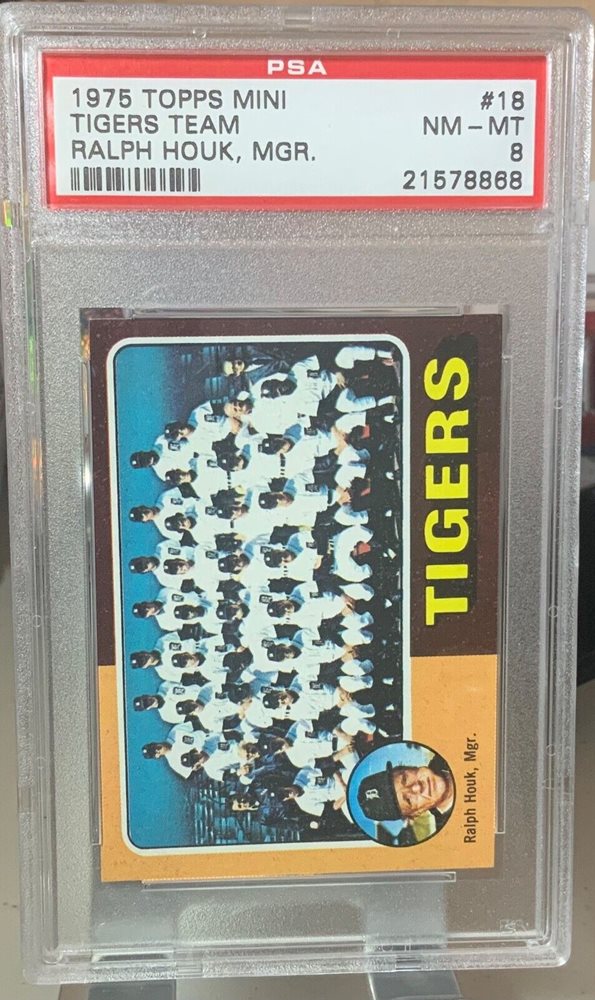 PSA
1975 TOPPS MINI #18
TIGERS TEAM NM - MT
RALPH HOUK, MGR. 8
21578868
TIGERS
Ralph Houk, Mgr.